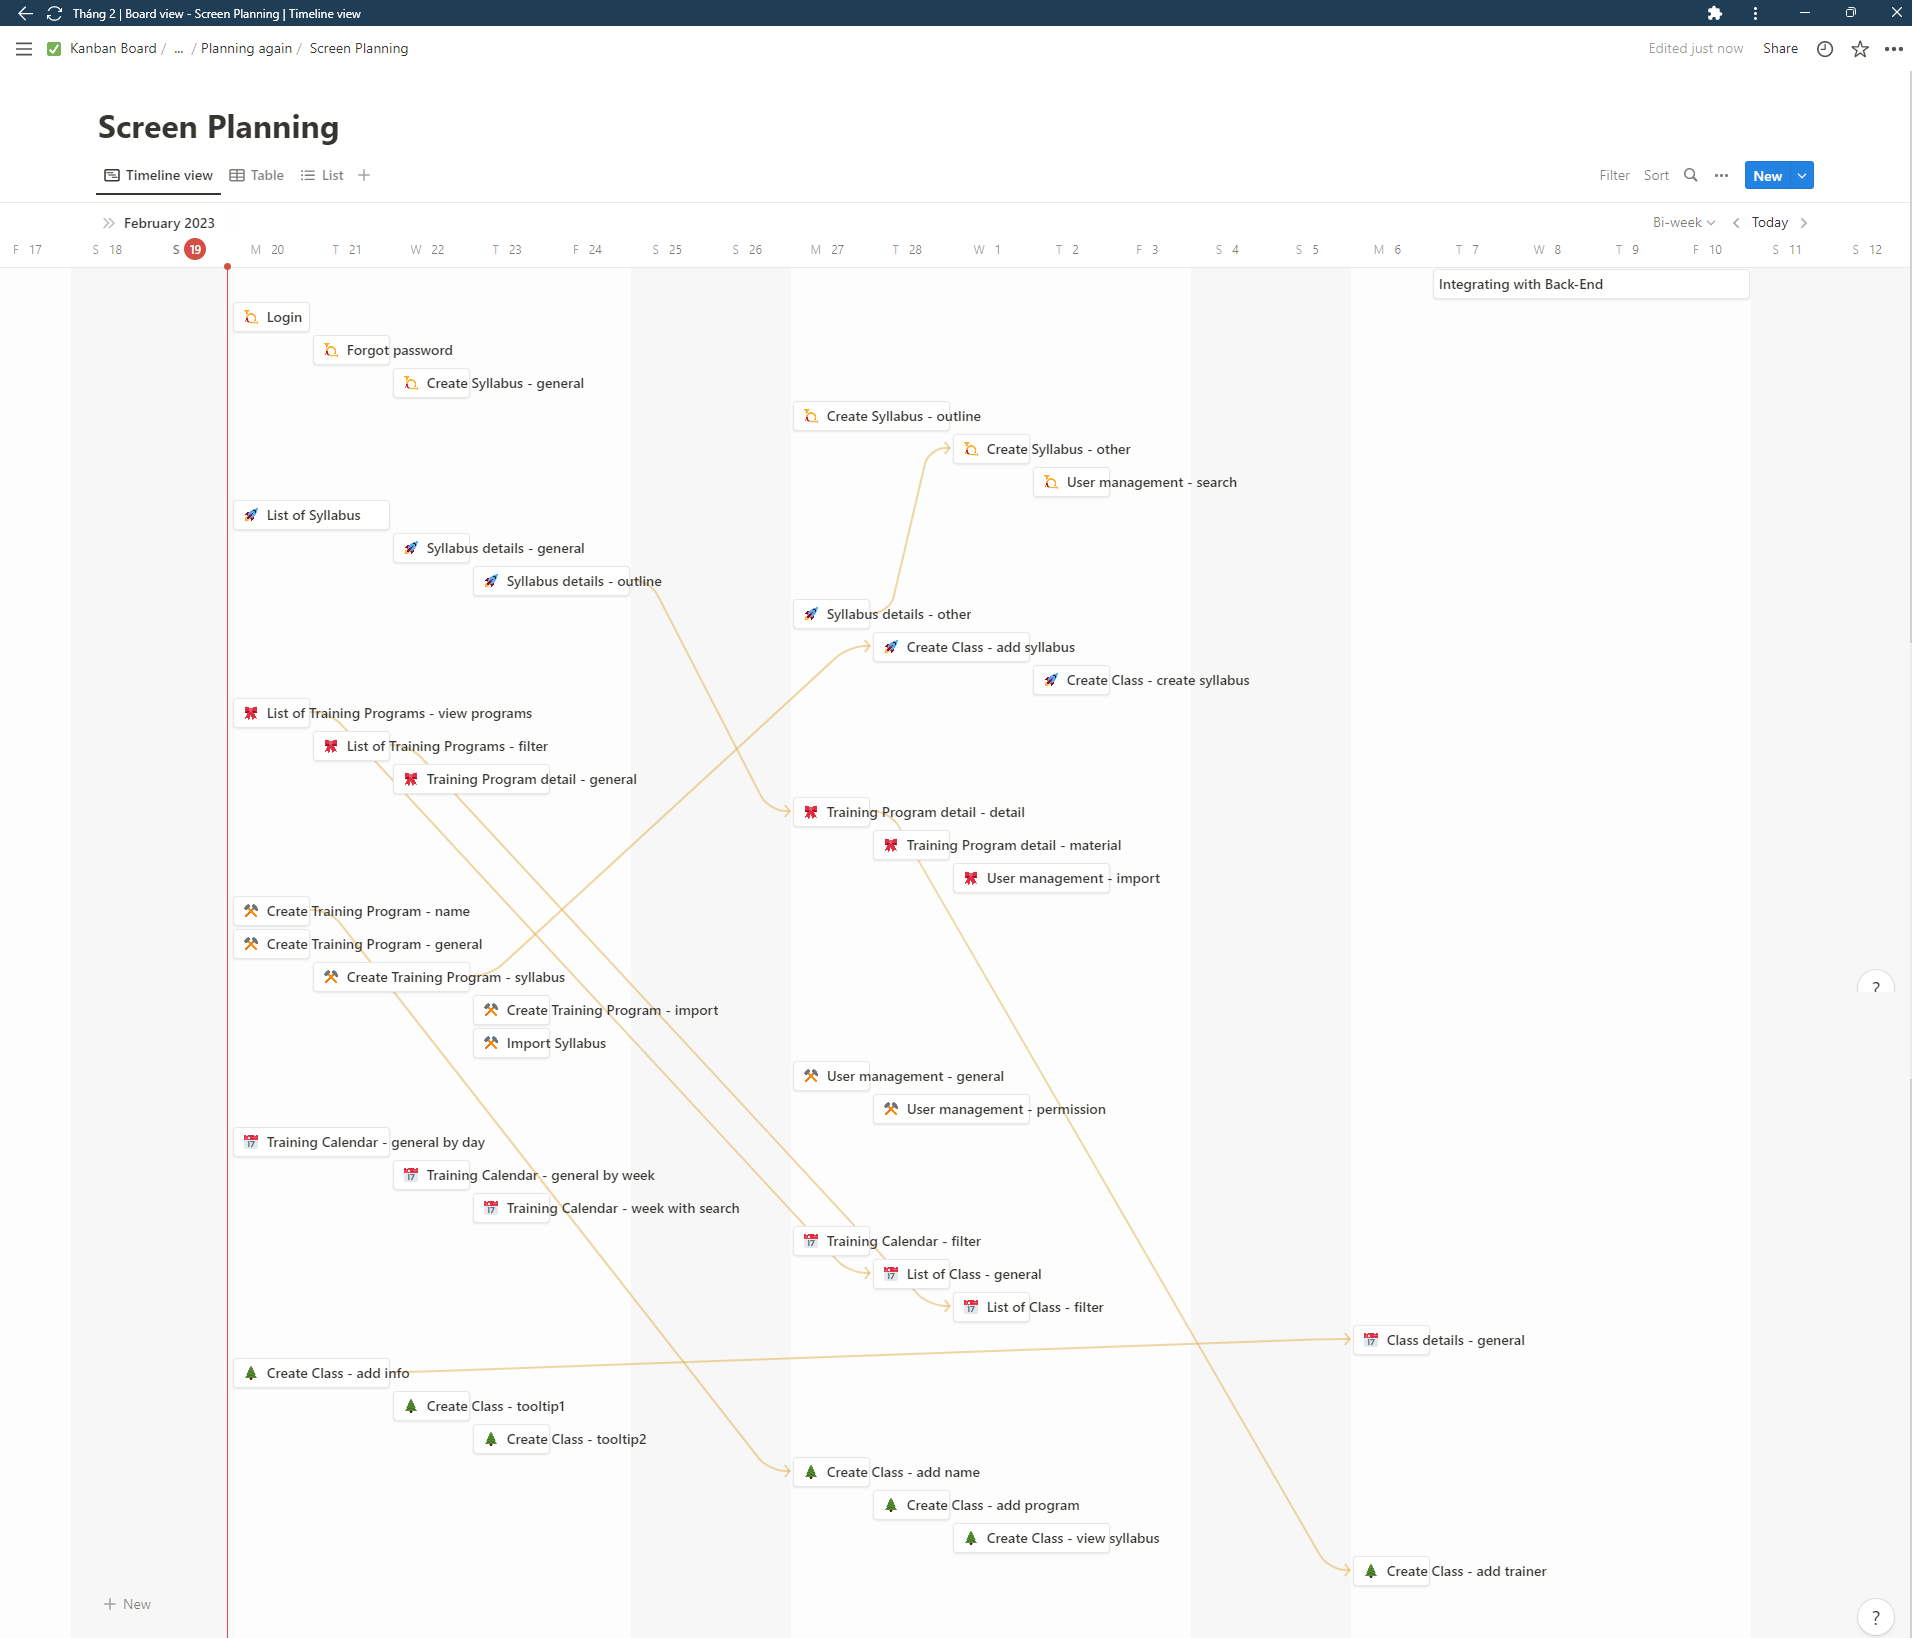 Tháng 2 | Board view - Screen Planning | Timeline view
Kanban Board / ... / Planning again / Screen Planning
Edited just now Share
Screen Planning
Timeline view Table List
Filter Sort New
February 2023
Bi-week Today
F 17 S 18 S 19 M 20 T 21 W 22 T 23 F 24 S 25 S 26 M 27 T 28 W 1 T 2 F 3 S 4 S 5 M 6 T 7 W 8 T 9 F 10 S 11 S 12
Integrating with Back-End
Login
Forgot password
Create Syllabus - general
Create Syllabus - outline
Create Syllabus - other
User management - search
List of Syllabus
Syllabus details - general
Syllabus details - outline
Syllabus details - other
Create Class - add syllabus
Create Class - create syllabus
List of Training Programs - view programs
List of Training Programs - filter
Training Program detail - general
Training Program detail - detail
Training Program detail - material
User management - import
Create Training Program - name
Create Training Program - general
Create Training Program - syllabus
?
Create Training Program - import
Import Syllabus
User management - general
User management - permission
Training Calendar - general by day
Training Calendar - general by week
Training Calendar - week with search
Training Calendar - filter
List of Class - general
List of Class - filter
Class details - general
Create Class - add info
Create Class - tooltip1
Create Class - tooltip2
Create Class - add name
Create Class - add program
Create Class - view syllabus
Create Class - add trainer
+ New
?